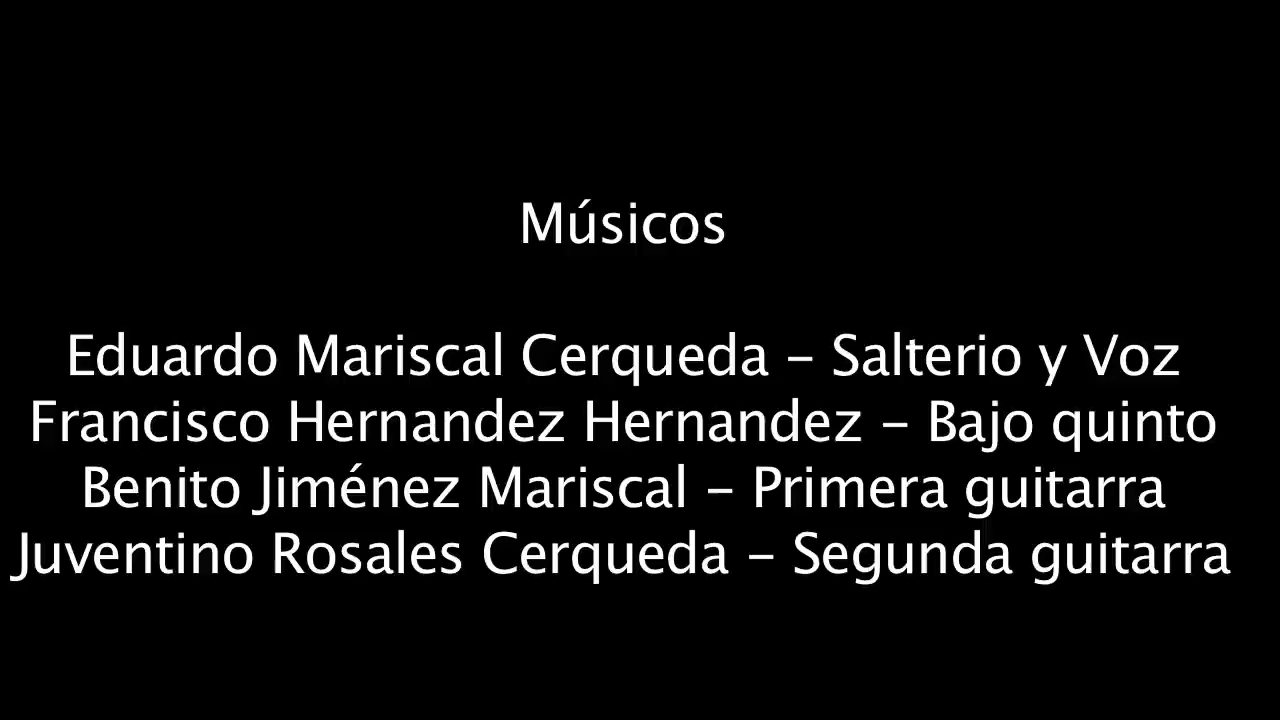 Músicos
Eduardo Mariscal Cerqueda – Salterio y Voz
Francisco Hernandez Hernandez – Bajo quinto
Benito Jiménez Mariscal – Primera guitarra
Juventino Rosales Cerqueda – Segunda guitarra